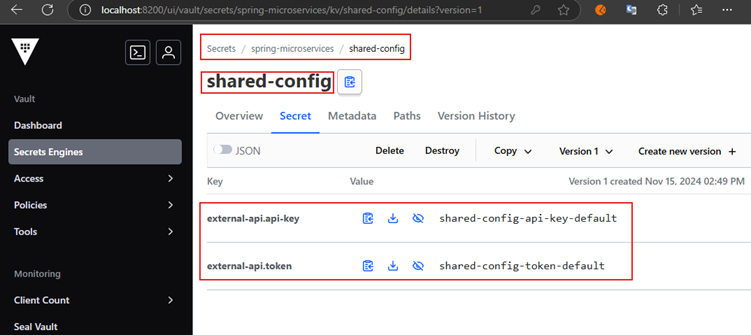 localhost:8200/ui/vault/secrets/spring-microservices/kv/shared-config/details?version=1
Secrets / spring-microservices / shared-config
shared-config
Overview Secret Metadata Paths Version History
JSON Delete Destroy Copy Version 1 Create new version +
Key Value Version 1 created Nov 15, 2024 02:49 PM
external-api.api-key shared-config-api-key-default
external-api.token shared-config-token-default
Vault
Dashboard
Secrets Engines
Access
Policies
Tools
Monitoring
Client Count
Seal Vault